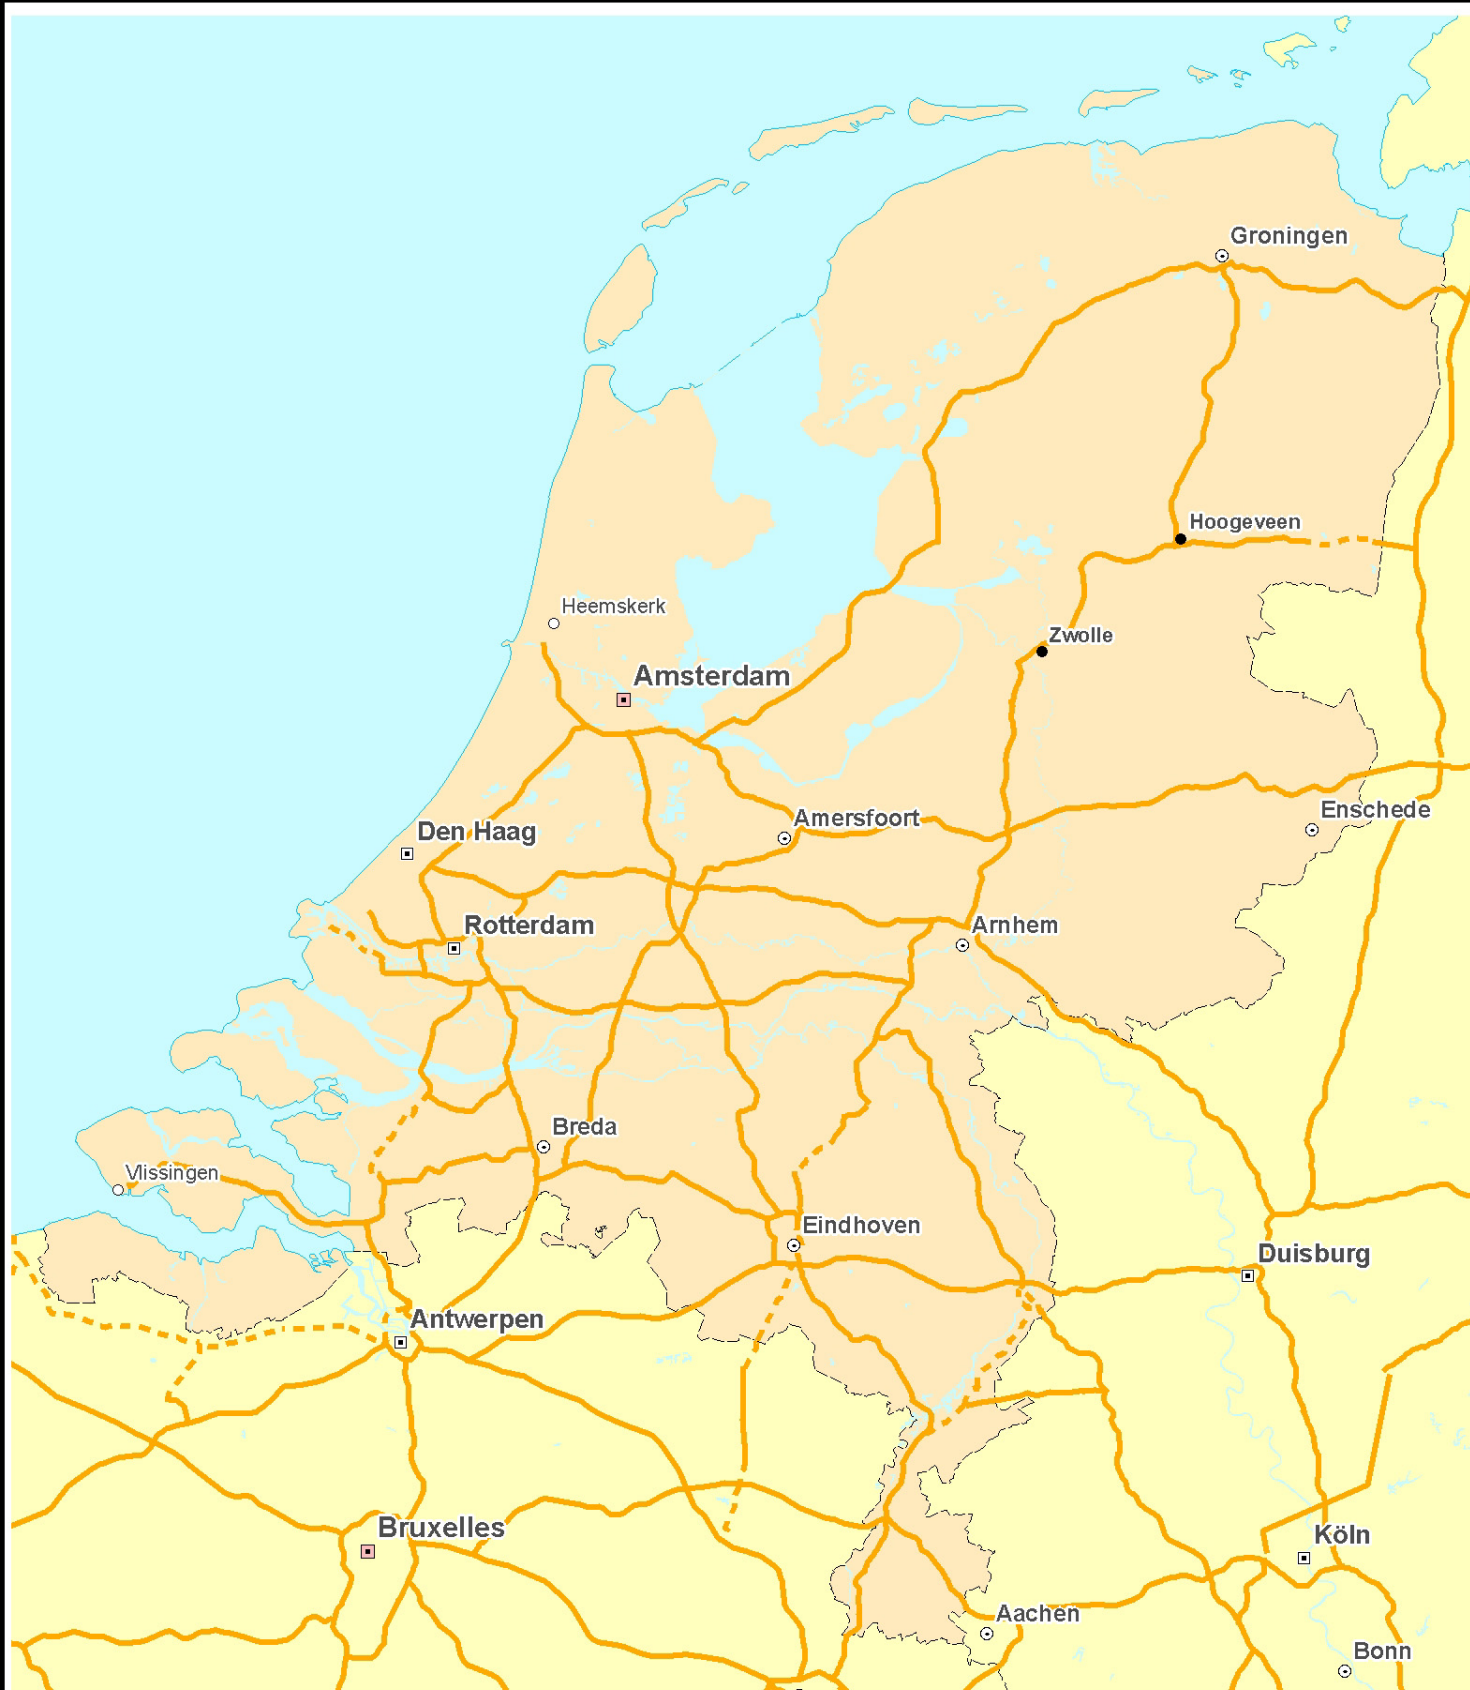 Groningen
Hoogeveen
Heemskerk
Zwolle
Amsterdam
Enschede
Amersfoort
Den Haag
Rotterdam
Arnhem
Breda
Vlissingen
Eindhoven
Duisburg
Antwerpen
Bruxelles
Köln
Aachen
Bonn